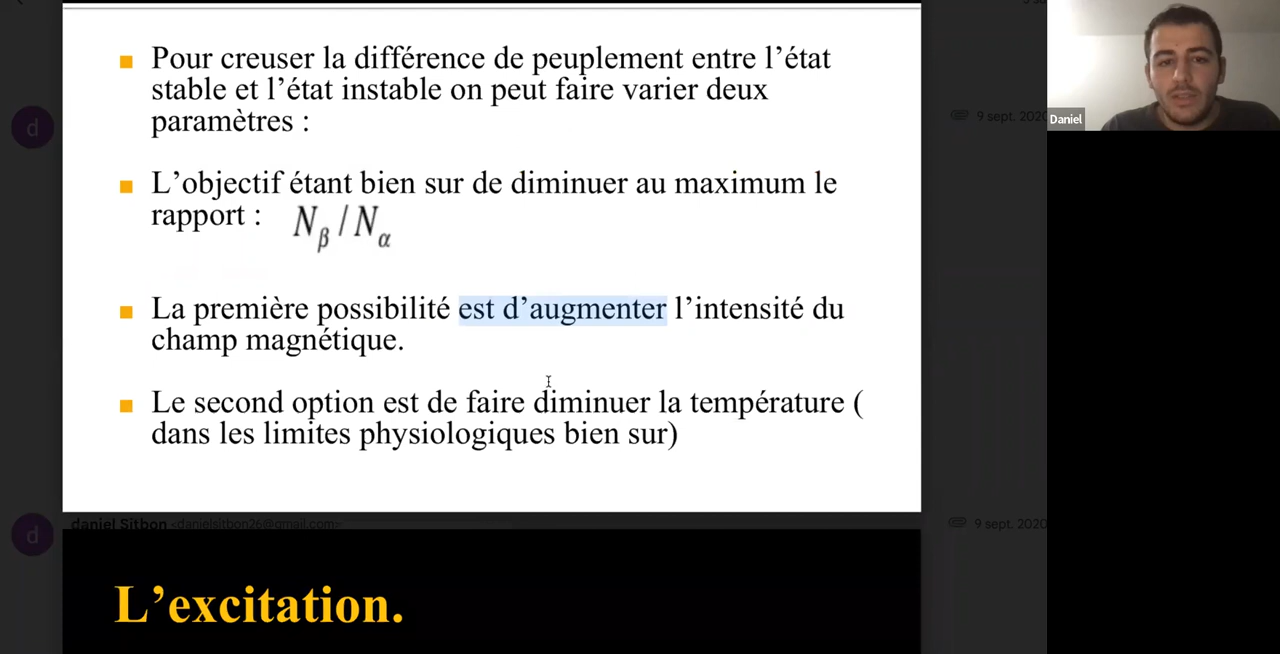 Pour creuser la différence de peuplement entre l’état
stable et l’état instable on peut faire varier deux
paramètres :
L’objectif étant bien sur de diminuer au maximum le
rapport : Nβ / Nα
La première possibilité est d’augmenter l’intensité du
champ magnétique.
Le second option est de faire diminuer la température (
dans les limites physiologiques bien sur)
d
9 sept. 2020
Daniel
d
daniel Sitbon <danielsitbon26@gmail.com>
9 sept. 2020
L’excitation.